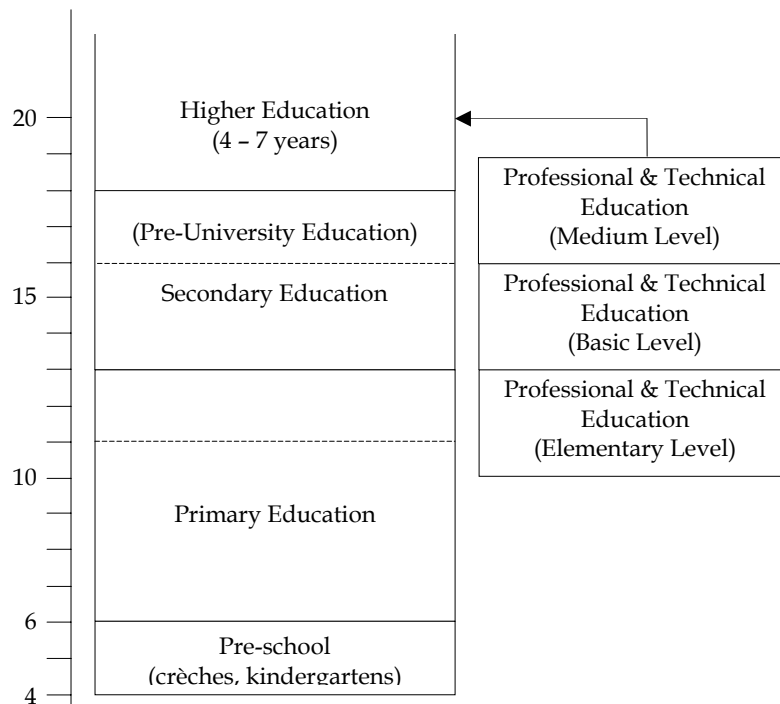 20
15
10
6
4
Higher Education
(4 – 7 years)
(Pre-University Education)
Secondary Education
Primary Education
Pre-school
(crèches, kindergartens)
Professional & Technical
Education
(Medium Level)
Professional & Technical
Education
(Basic Level)
Professional & Technical
Education
(Elementary Level)